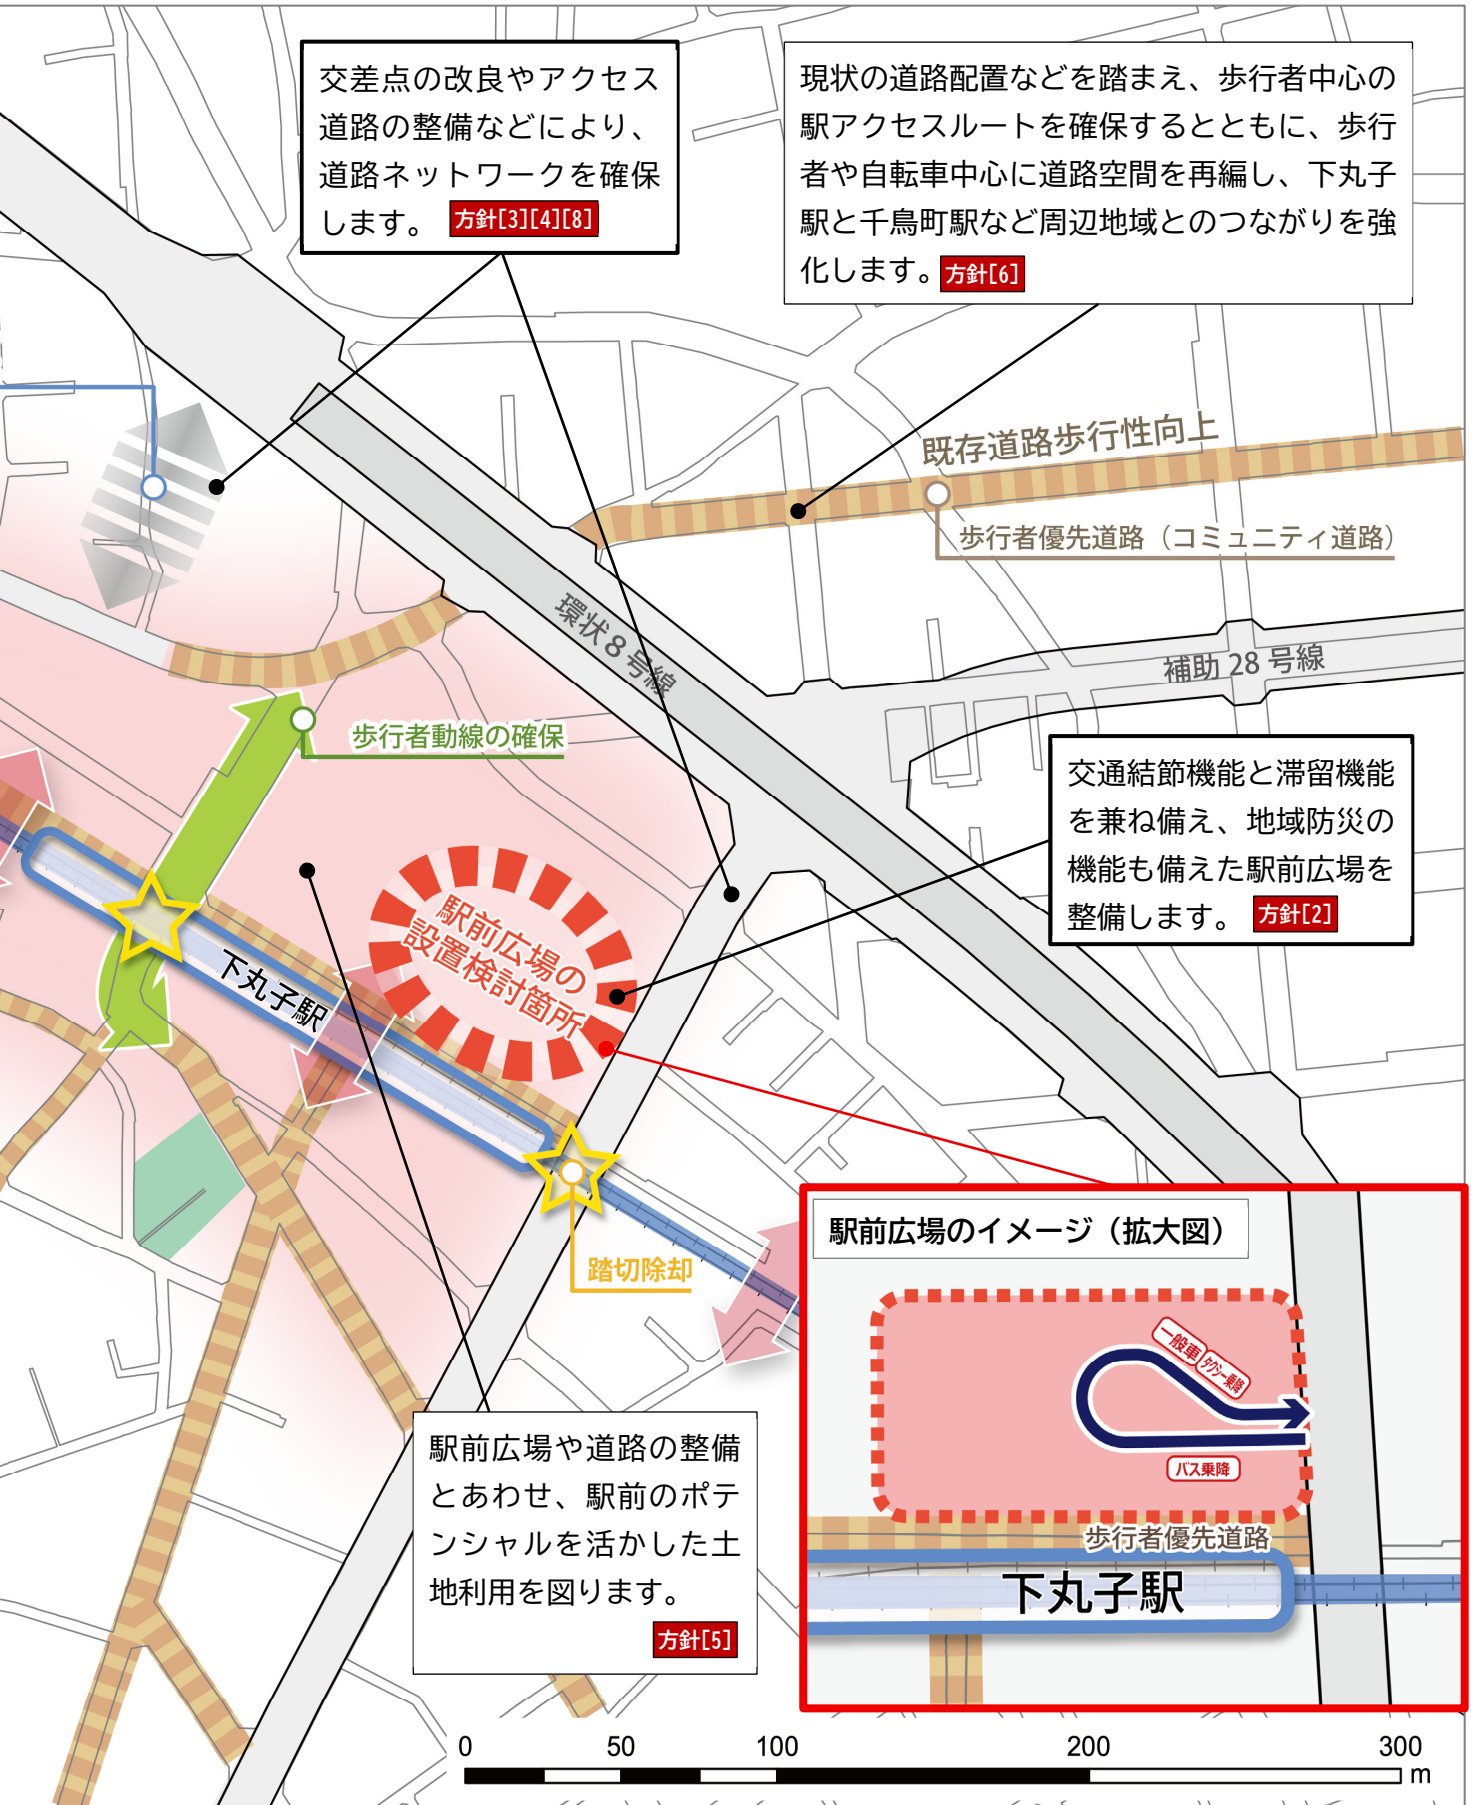 交差点の改良やアクセス
道路の整備などにより、
道路ネットワークを確保
します。 方針[3][4][8]
現状の道路配置などを踏まえ、歩行者中心の
駅アクセスルートを確保するとともに、歩行
者や自転車中心に道路空間を再編し、下丸子
駅と千鳥町駅など周辺地域とのつながりを強
化します。方針[6]
既存道路歩行性向上
歩行者優先道路（コミュニティ道路）
環状8号線
補助28号線
歩行者動線の確保
交通結節機能と滞留機能
を兼ね備え、地域防災の
機能も備えた駅前広場を
整備します。 方針[2]
駅前広場の
設置検討箇所
下丸子駅
踏切除却
駅前広場のイメージ（拡大図）
一般車
タクシー乗降
バス乗降
歩行者優先道路
下丸子駅
駅前広場や道路の整備
とあわせ、駅前のポテ
ンシャルを活かした土
地利用を図ります。
方針[5]
0 50 100 200 300
m